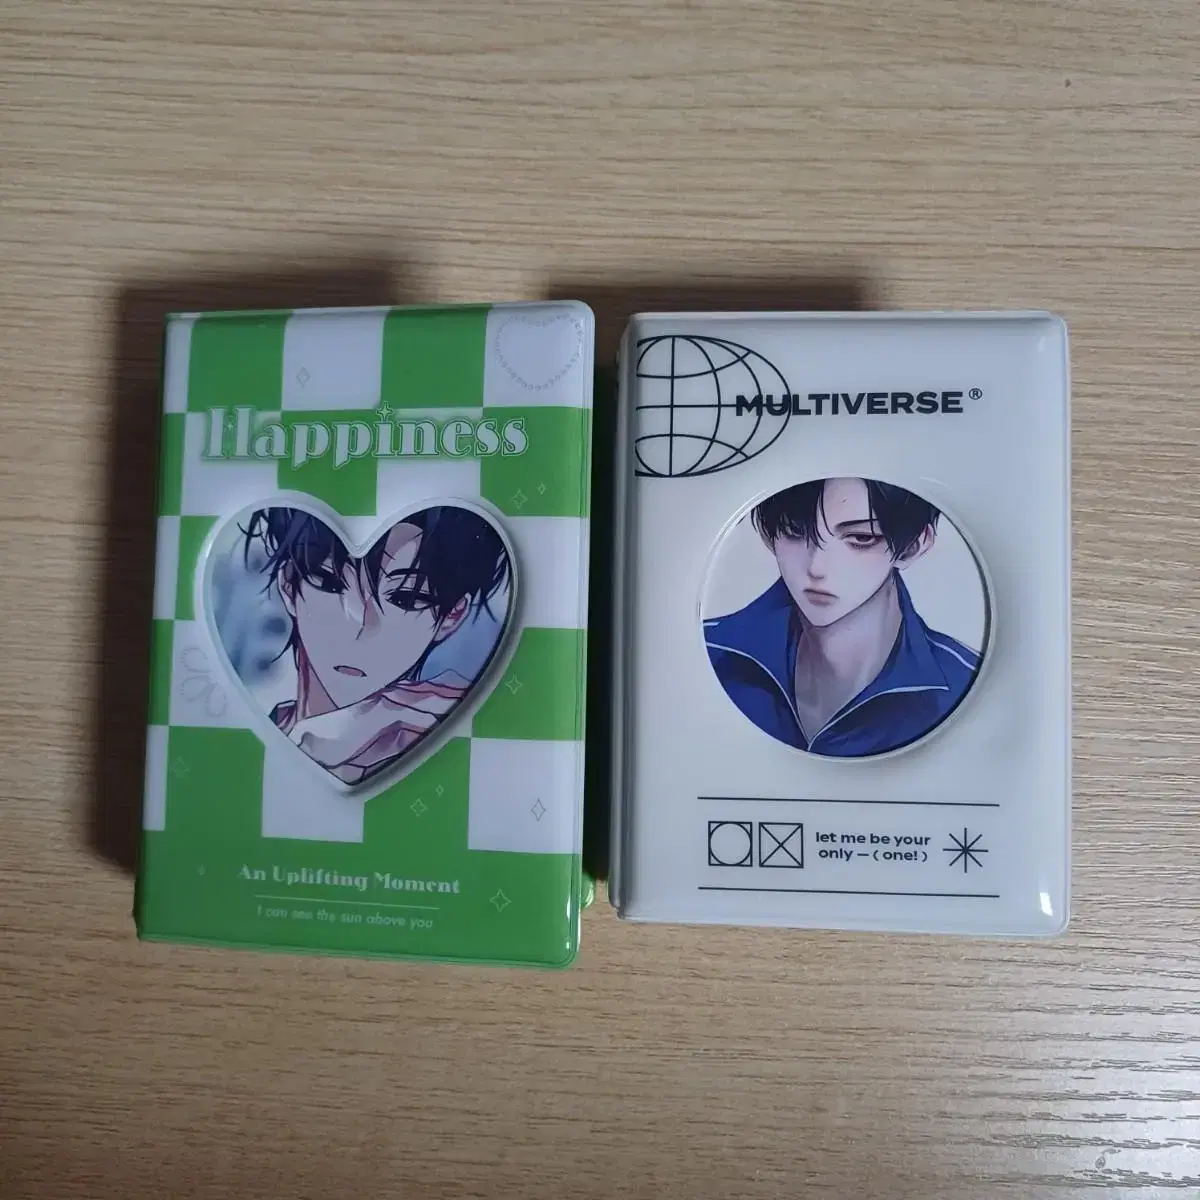 Happiness
An Uplifting Moment
I can see the sun above you
MULTIVERSE ®
let me be your
only — ( one! )